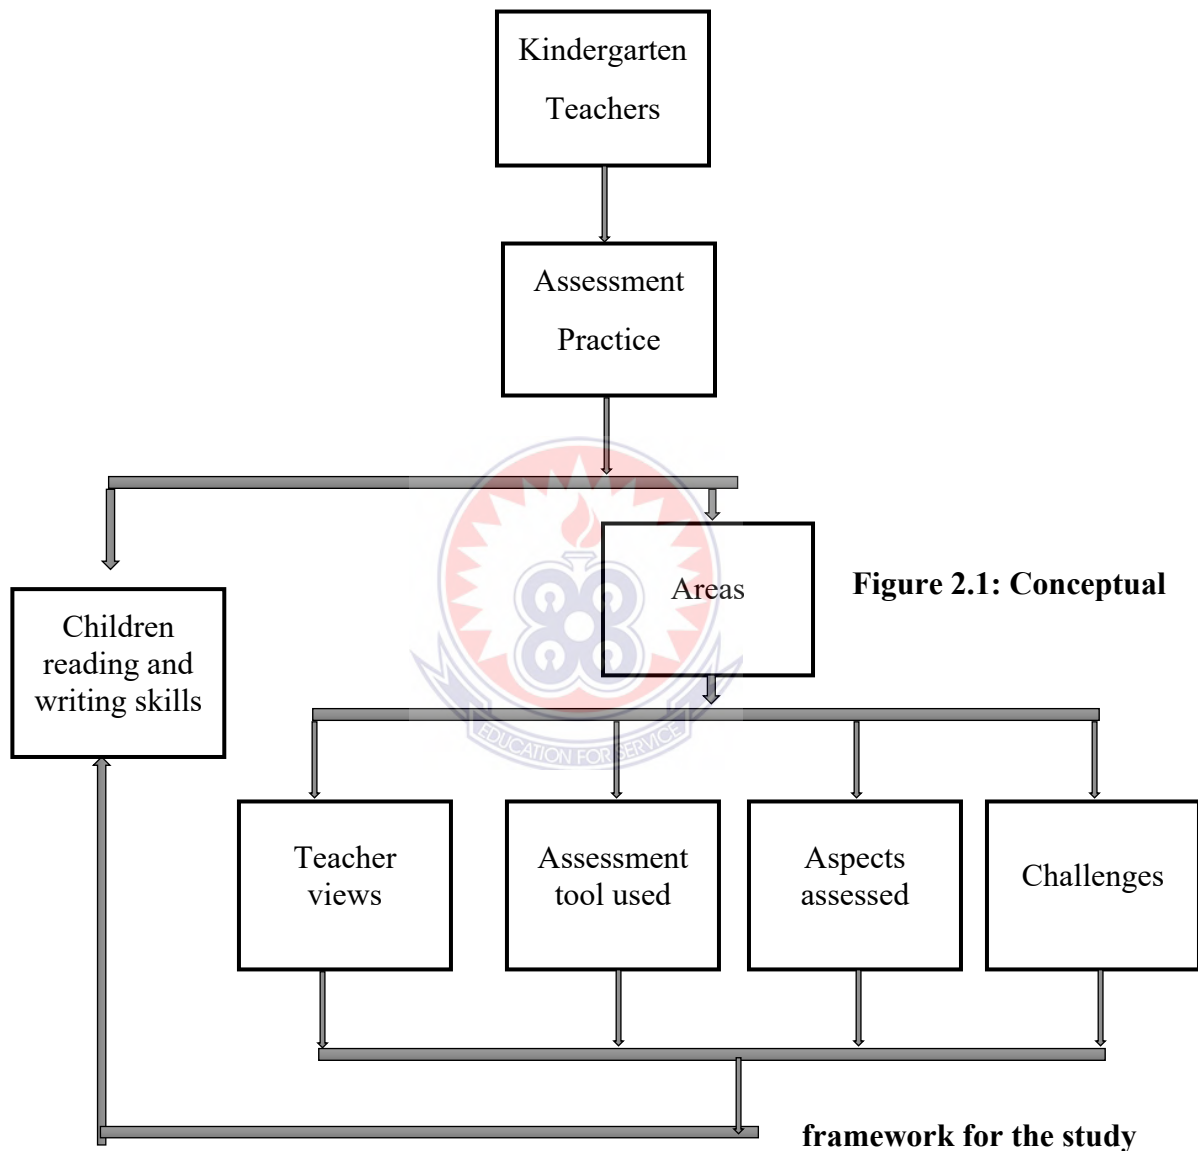 Kindergarten
Teachers
Assessment
Practice
Areas
Figure 2.1: Conceptual
Children
reading and
writing skills
EDUCATION FOR SERVICE
Teacher
views
Assessment
tool used
Aspects
assessed
Challenges
framework for the study